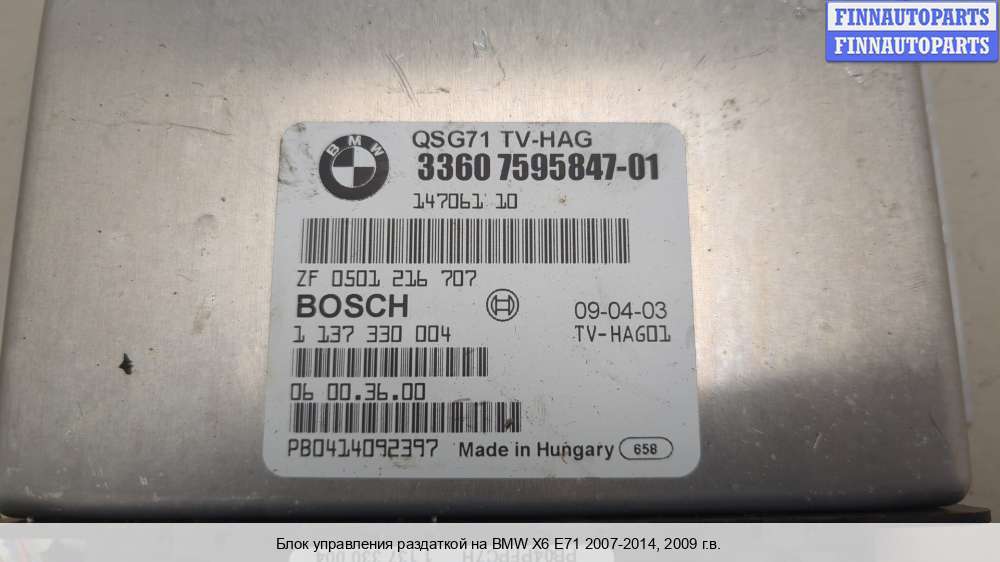 FINNAUTOPARTS
FINNAUTOPARTS
BMW
QSG71 TV-HAG
3360 7595847-01
147061 10
ZF 0501 216 707
BOSCH
09-04-03
1 137 330 004
TV-HAG01
06 00.36.00
PB0414092397
Made in Hungary
658
Блок управления раздаткой на BMW X6 E71 2007-2014, 2009 г.в.